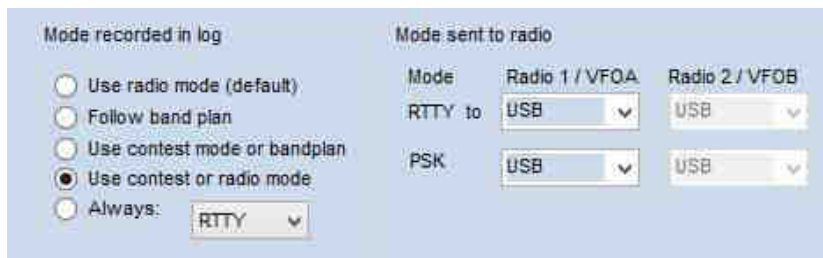 Mode recorded in log
Use radio mode (default)
Follow band plan
Use contest mode or bandplan
Use contest or radio mode
Always: RTTY
Mode sent to radio
Mode Radio 1 / VFOA Radio 2 / VFOB
RTTY to USB USB
PSK USB USB